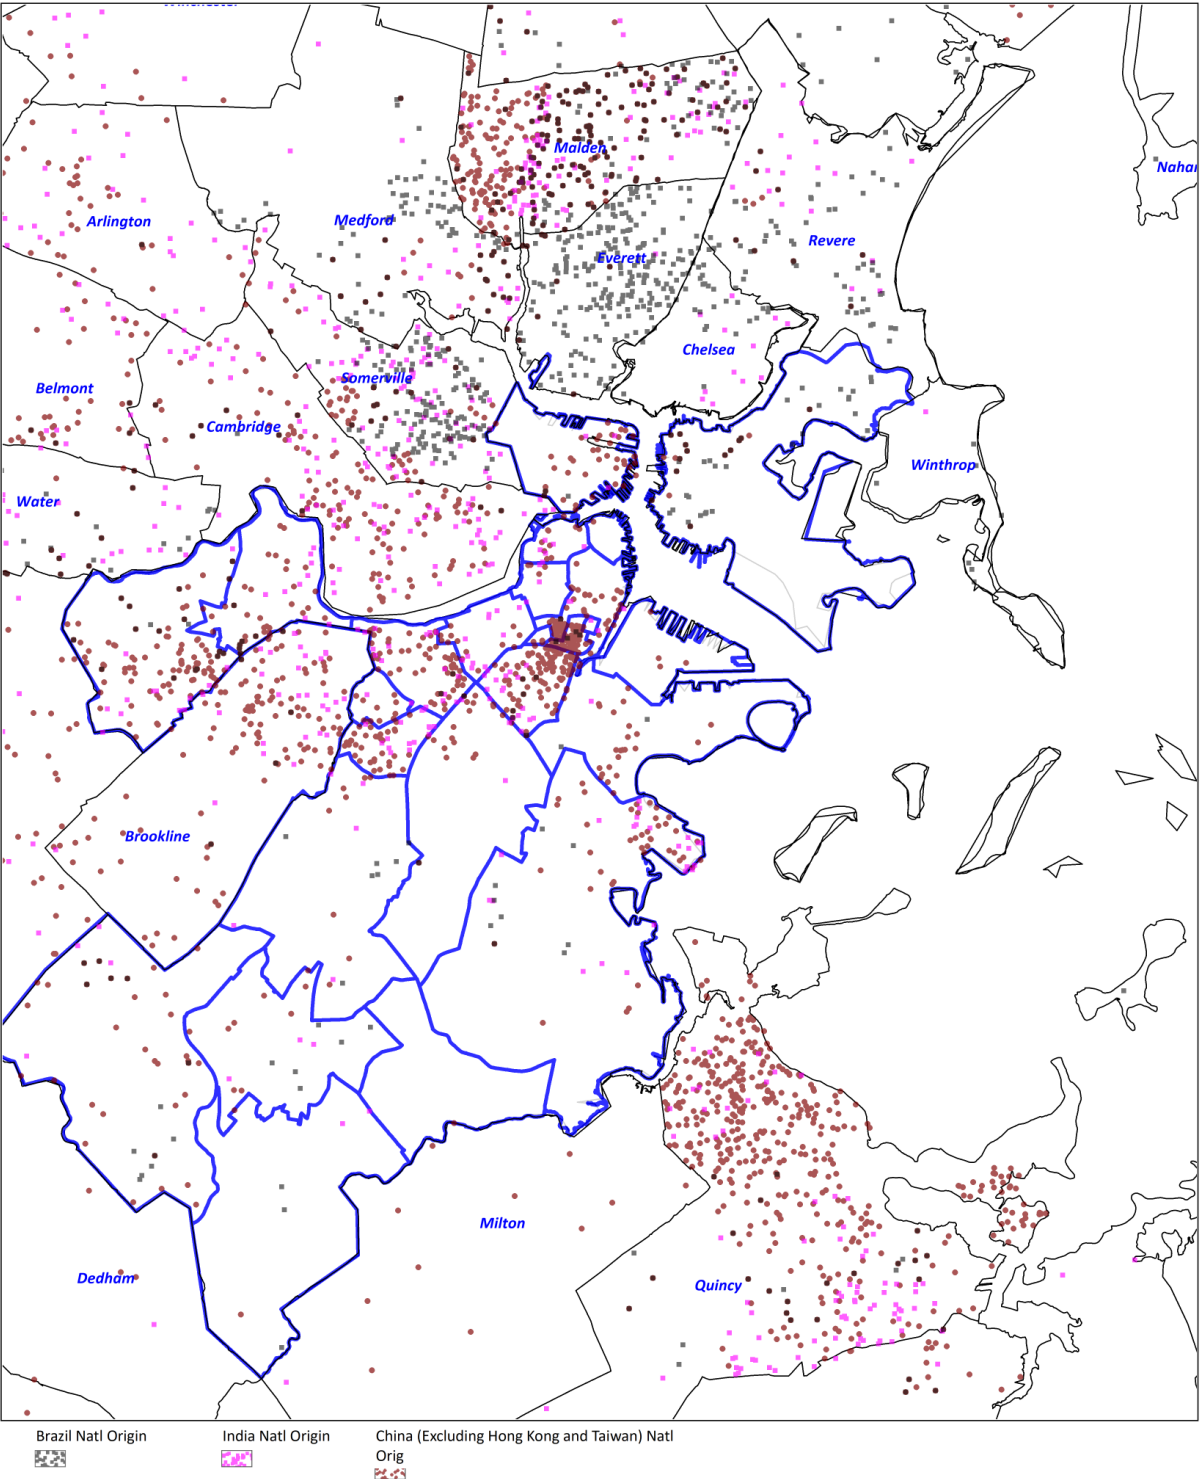 Malden
Nahan
Arlington
Medford
Revere
Everett
Chelsea
Somerville
Belmont
Cambridge
Winthrop
Water
Brookline
Milton
Dedham
Quincy
Brazil Natl Origin
India Natl Origin
China (Excluding Hong Kong and Taiwan) Natl
Orig